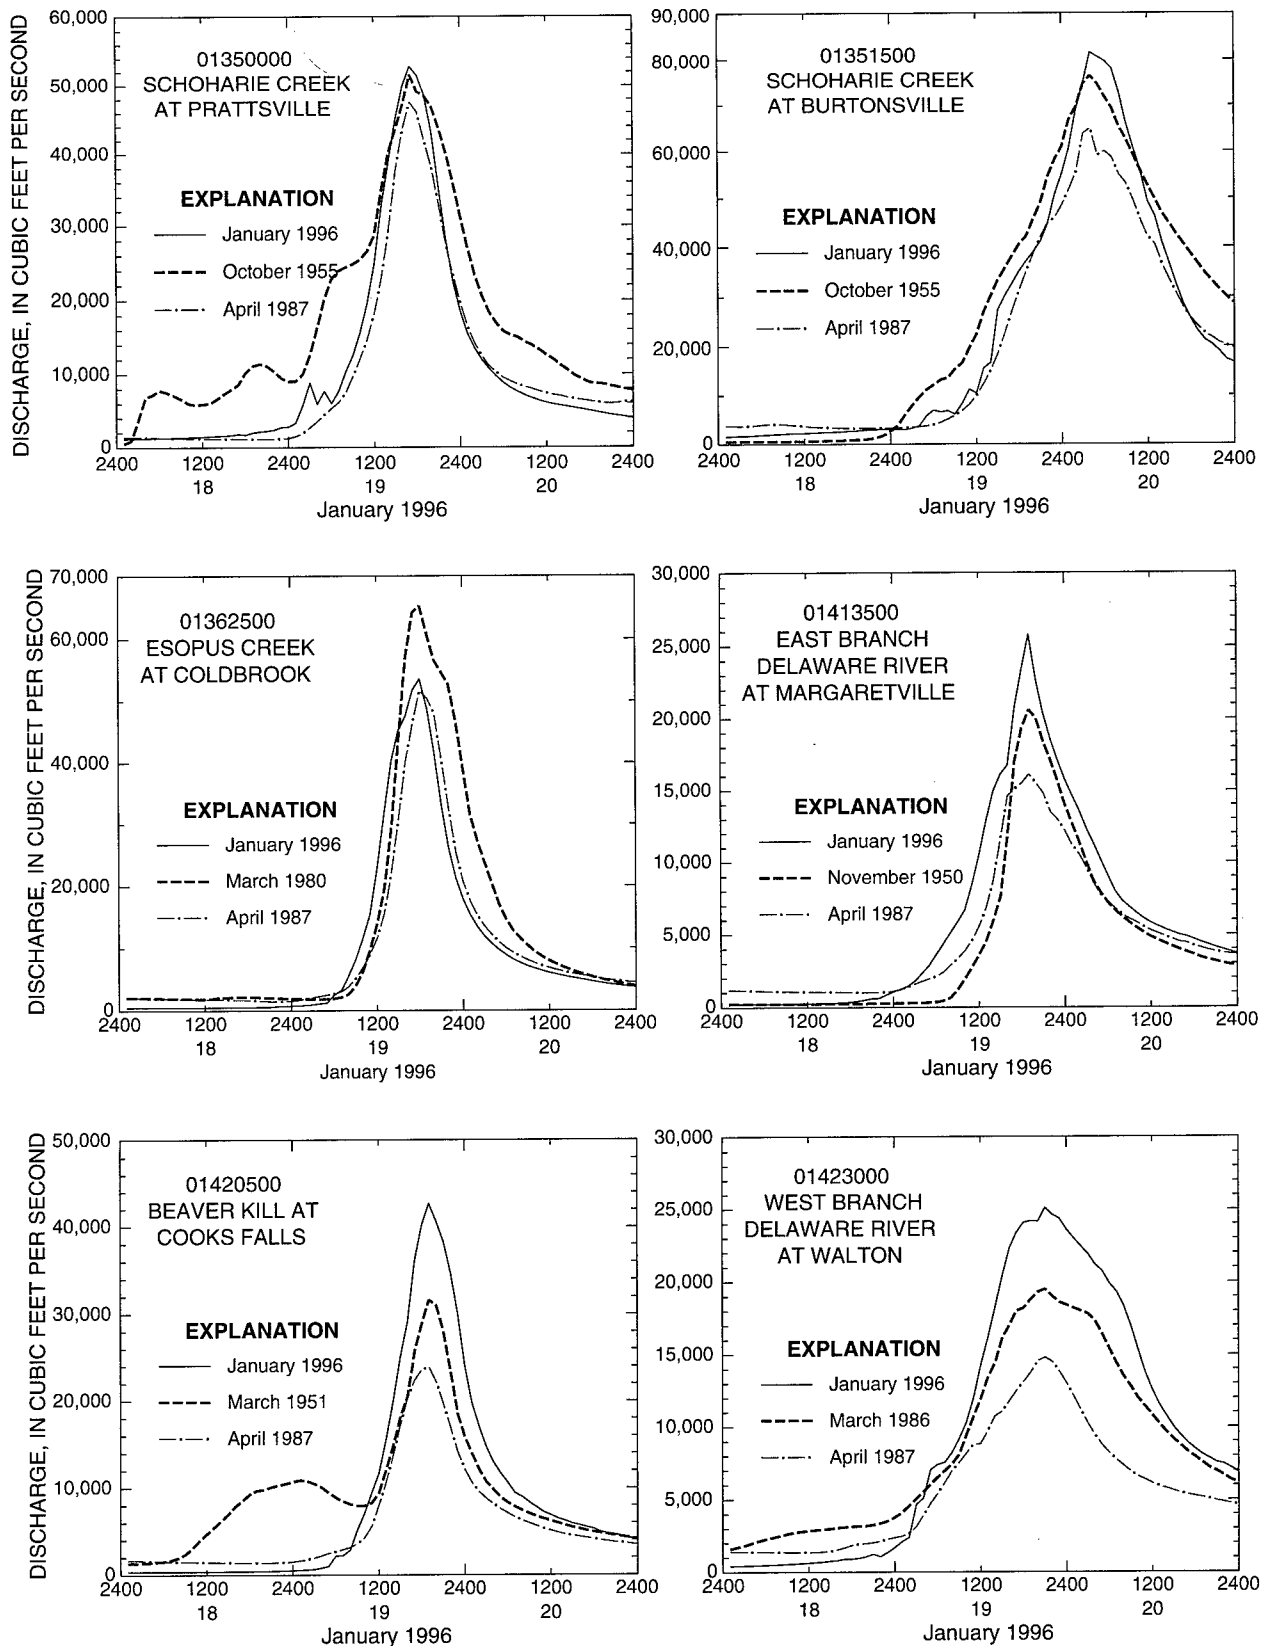 DISCHARGE, IN CUBIC FEET PER SECOND
60,000
50,000
40,000
30,000
20,000
10,000
0
01350000
SCHOHARIE CREEK
AT PRATTSVILLE
EXPLANATION
January 1996
October 1955
April 1987
2400 1200 2400 1200 2400 1200 2400
18 19 20
January 1996
90,000
80,000
60,000
40,000
20,000
0
01351500
SCHOHARIE CREEK
AT BURTONSVILLE
EXPLANATION
January 1996
October 1955
April 1987
2400 1200 2400 1200 2400 1200 2400
18 19 20
January 1996
DISCHARGE, IN CUBIC FEET PER SECOND
70,000
60,000
40,000
20,000
0
01362500
ESOPUS CREEK
AT COLDBROOK
EXPLANATION
January 1996
March 1980
April 1987
2400 1200 2400 1200 2400 1200 2400
18 19 20
January 1996
30,000
25,000
20,000
15,000
10,000
5,000
0
01413500
EAST BRANCH
DELAWARE RIVER
AT MARGARETVILLE
EXPLANATION
January 1996
November 1950
April 1987
2400 1200 2400 1200 2400 1200 2400
18 19 20
January 1996
DISCHARGE, IN CUBIC FEET PER SECOND
50,000
40,000
30,000
20,000
10,000
0
01420500
BEAVER KILL AT
COOKS FALLS
EXPLANATION
January 1996
March 1951
April 1987
2400 1200 2400 1200 2400 1200 2400
18 19 20
January 1996
30,000
25,000
20,000
15,000
10,000
5,000
0
01423000
WEST BRANCH
DELAWARE RIVER
AT WALTON
EXPLANATION
January 1996
March 1986
April 1987
2400 1200 2400 1200 2400 1200 2400
18 19 20
January 1996